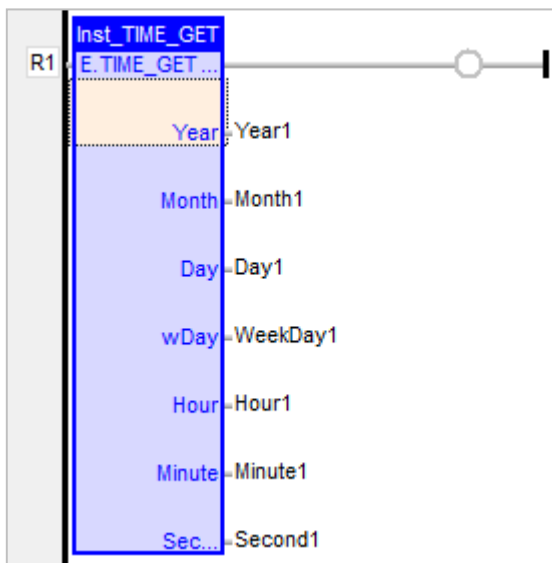 Inst_TIME_GET
R1 E.TIME_GET ...
Year Year1
Month Month1
Day Day1
wDay WeekDay1
Hour Hour1
Minute Minute1
Sec... Second1